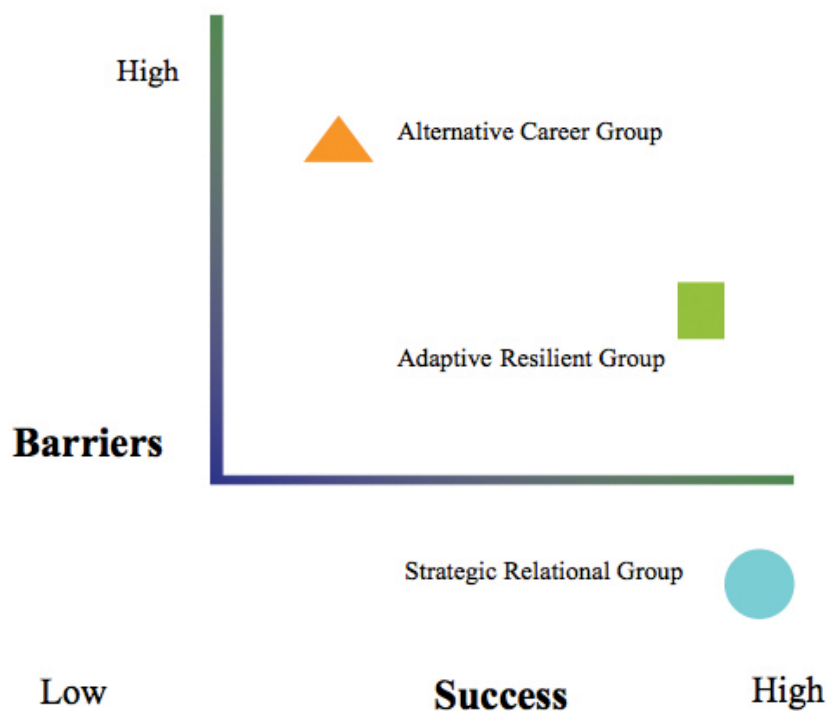 High
Alternative Career Group
Adaptive Resilient Group
Barriers
Strategic Relational Group
Low
Success
High